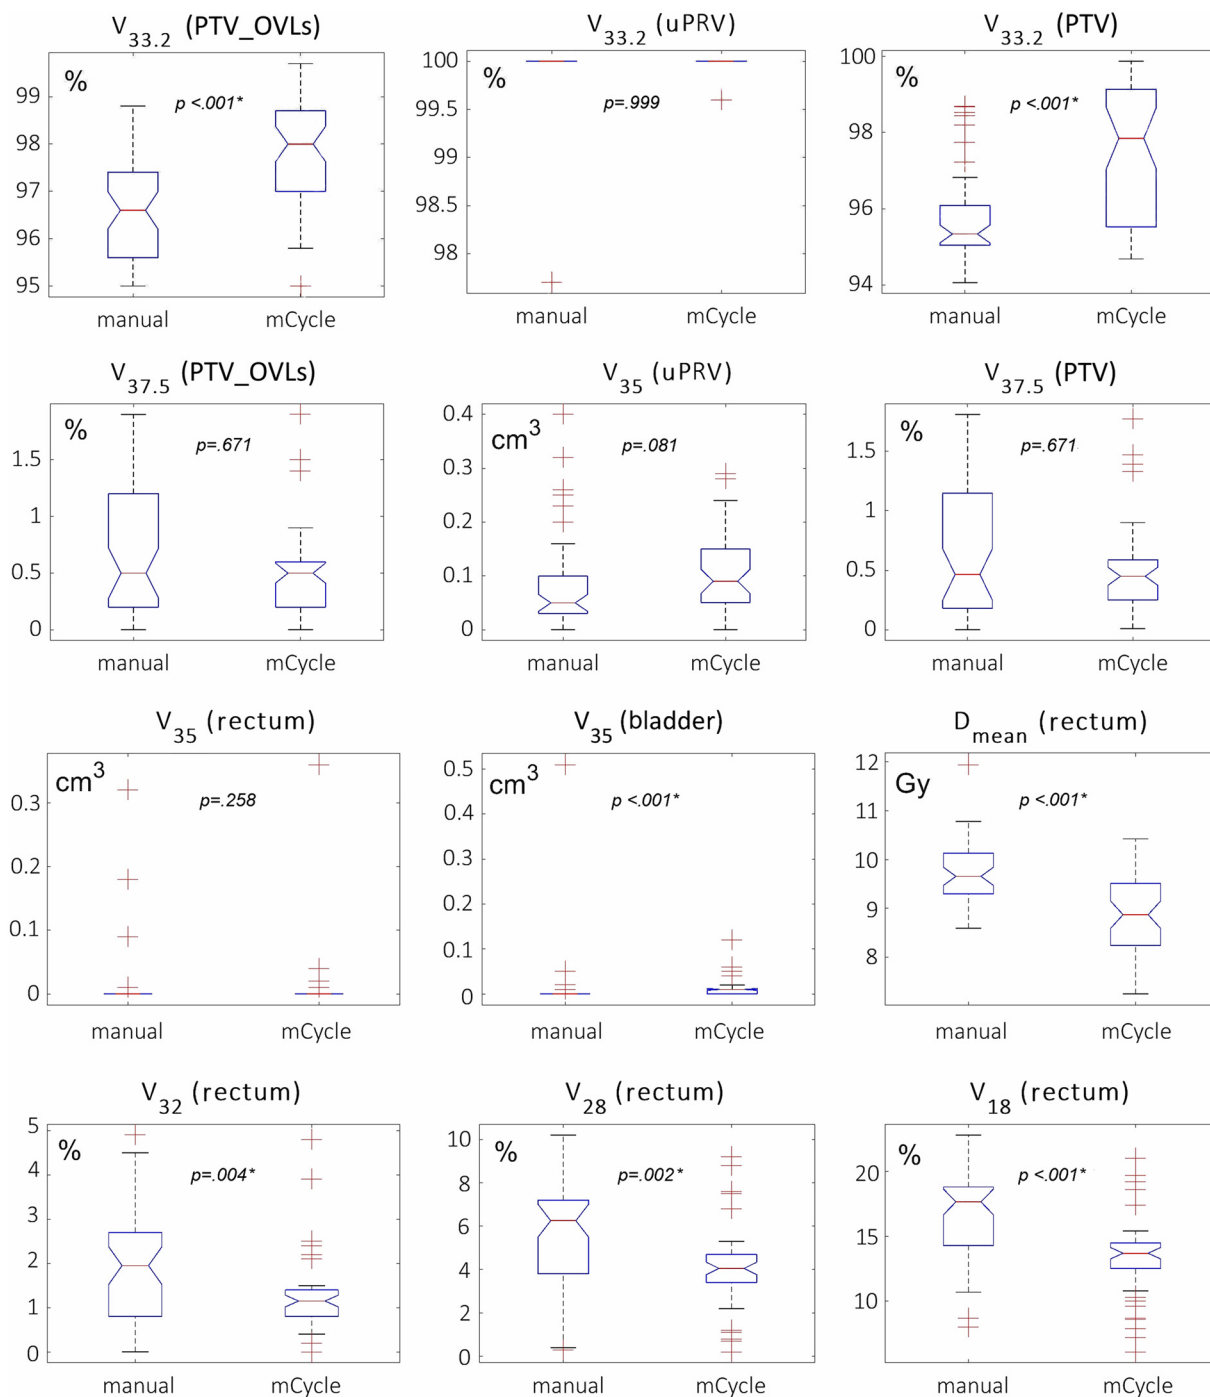 V33.2 (PTV_OVLs)
V33.2 (uPRV)
V33.2 (PTV)
%
p <.001*
99
98
97
96
95
manual
mCycle
%
p=.999
100
99.5
99
98.5
98
manual
mCycle
%
p <.001*
100
98
96
94
manual
mCycle
V37.5 (PTV_OVLs)
V35 (uPRV)
V37.5 (PTV)
%
p=.671
1.5
1
0.5
0
manual
mCycle
cm3
p=.081
0.4
0.3
0.2
0.1
0
manual
mCycle
%
p=.671
1.5
1
0.5
0
manual
mCycle
V35 (rectum)
V35 (bladder)
Dmean (rectum)
cm3
p=.258
0.3
0.2
0.1
0
manual
mCycle
cm3
p <.001*
0.5
0.4
0.3
0.2
0.1
0
manual
mCycle
Gy
p <.001*
12
11
10
9
8
manual
mCycle
V32 (rectum)
V28 (rectum)
V18 (rectum)
%
p=.004*
5
4
3
2
1
0
manual
mCycle
%
p=.002*
10
8
6
4
2
0
manual
mCycle
%
p <.001*
20
15
10
manual
mCycle